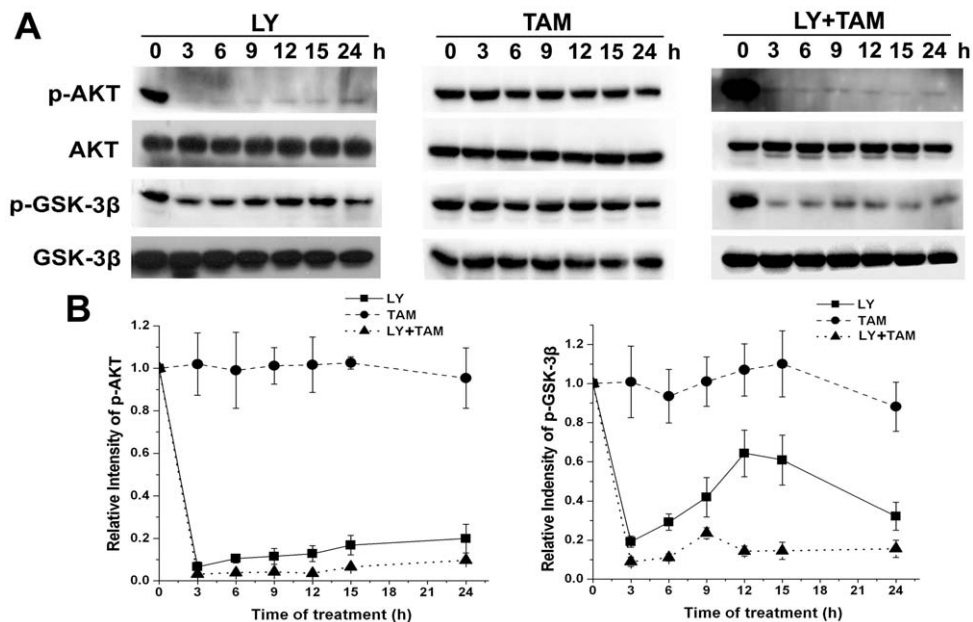 A
LY
TAM
LY+TAM
0 3 6 9 12 15 24 h
0 3 6 9 12 15 24 h
0 3 6 9 12 15 24 h
p-AKT
AKT
p-GSK-3β
GSK-3β
B
LY
TAM
LY+TAM
Relative Intensity of p-AKT
1.2
1.0
0.8
0.6
0.4
0.2
0.0
0 3 6 9 12 15 18 21 24
Time of treatment (h)
LY
TAM
LY+TAM
Relative Indensity of p-GSK-3β
1.2
1.0
0.8
0.6
0.4
0.2
0.0
0 3 6 9 12 15 18 21 24
Time of treatment (h)